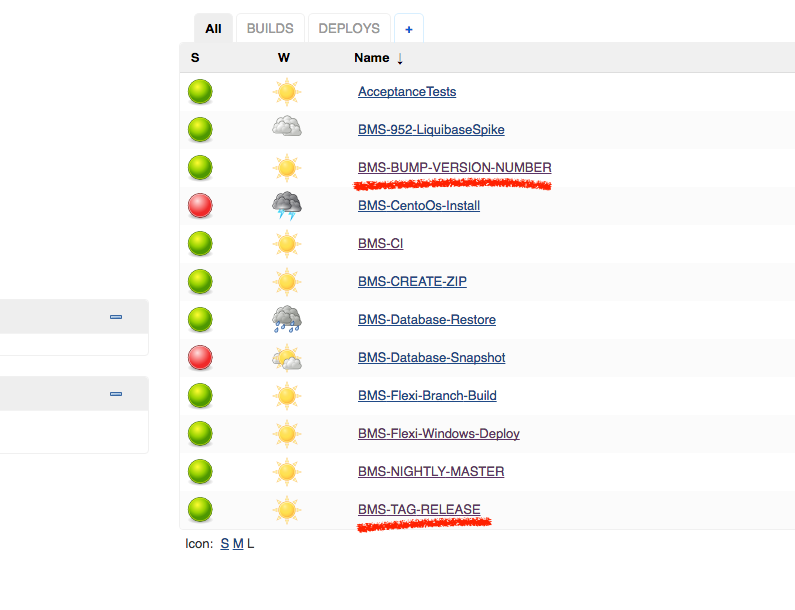 All BUILDS DEPLOYS +
S W Name ↓
AcceptanceTests
BMS-952-LiquibaseSpike
BMS-BUMP-VERSION-NUMBER
BMS-CentoOs-Install
BMS-CI
BMS-CREATE-ZIP
BMS-Database-Restore
BMS-Database-Snapshot
BMS-Flexi-Branch-Build
BMS-Flexi-Windows-Deploy
BMS-NIGHTLY-MASTER
BMS-TAG-RELEASE
Icon: S M L